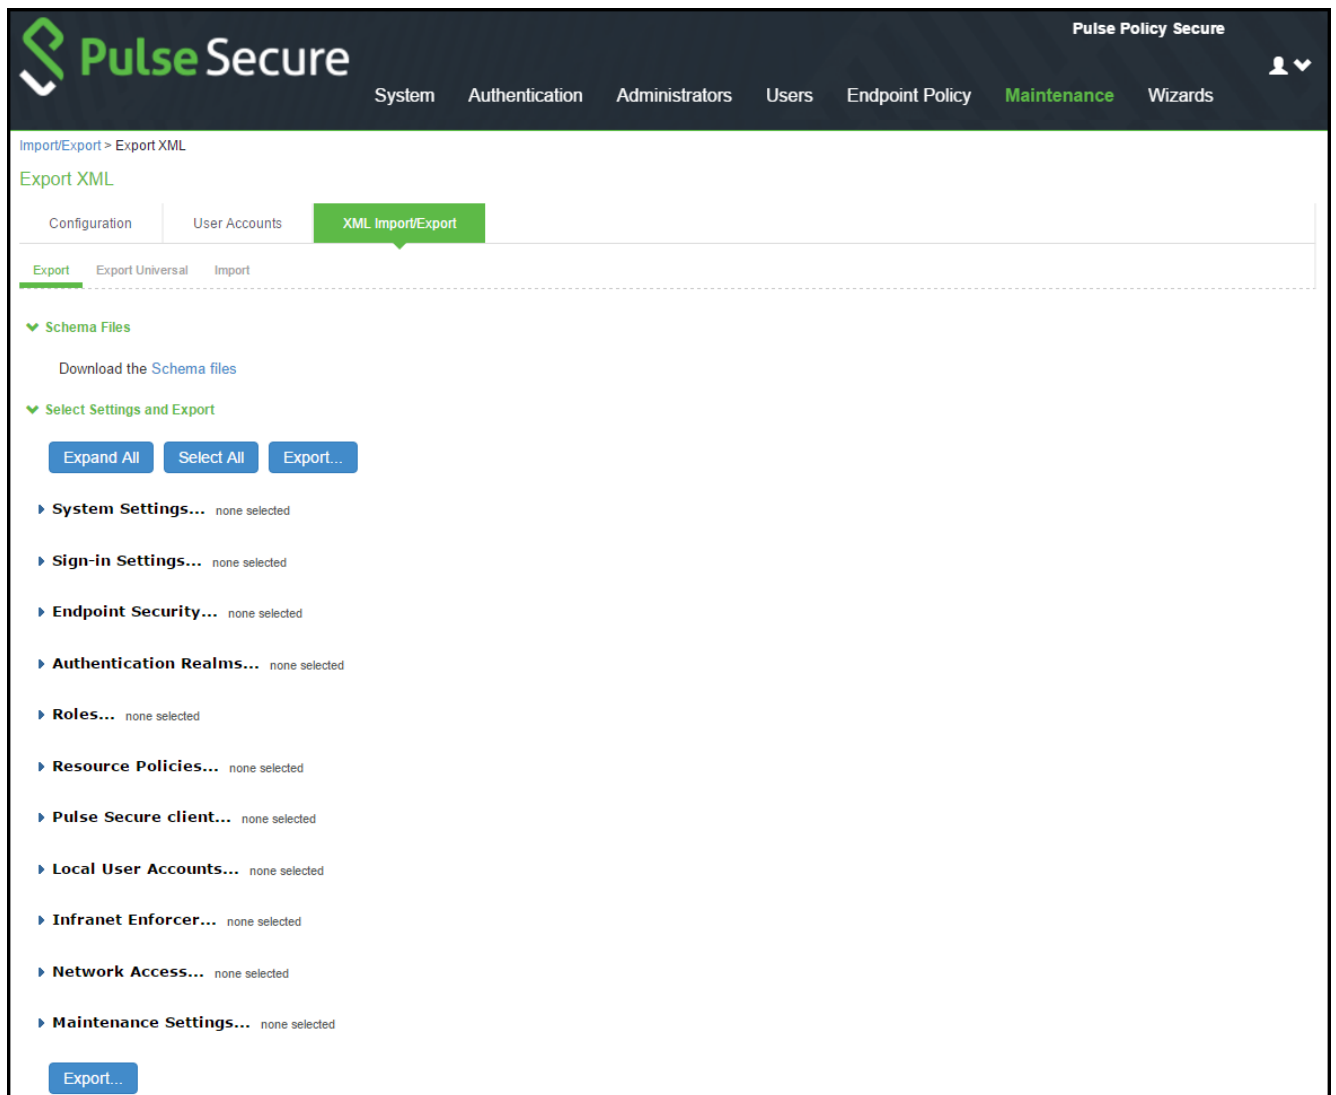 Pulse Policy Secure
Pulse Secure
System Authentication Administrators Users Endpoint Policy Maintenance Wizards
Import/Export > Export XML
Export XML
Configuration User Accounts XML Import/Export
Export Export Universal Import
Schema Files
Download the Schema files
Select Settings and Export
Expand All Select All Export...
System Settings... none selected
Sign-in Settings... none selected
Endpoint Security... none selected
Authentication Realms... none selected
Roles... none selected
Resource Policies... none selected
Pulse Secure client... none selected
Local User Accounts... none selected
Infranet Enforcer... none selected
Network Access... none selected
Maintenance Settings... none selected
Export...